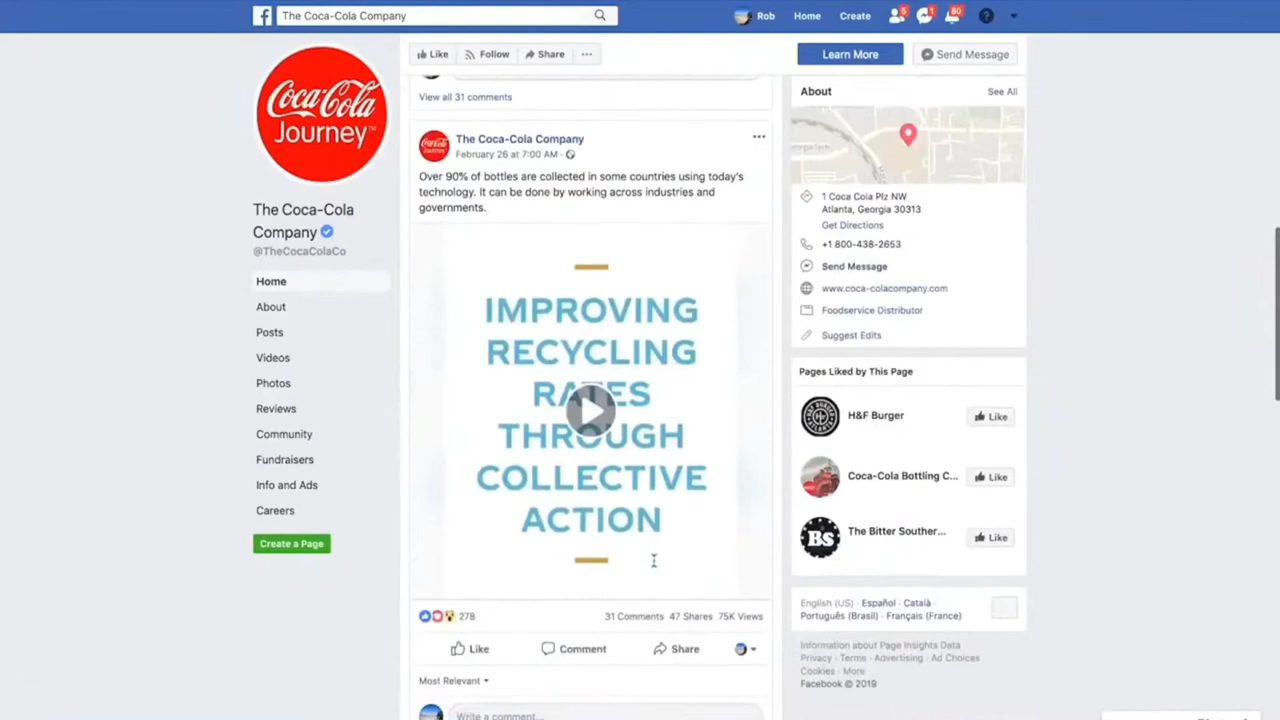 The Coca-Cola Company
Rob
Home
Create
5
1
80
Coca-Cola
Journey™
The Coca-Cola
Company
@TheCocaColaCo
Home
About
Posts
Videos
Photos
Reviews
Community
Fundraisers
Info and Ads
Careers
Create a Page
Like
Follow
Share
Learn More
Send Message
View all 31 comments
The Coca-Cola Company
February 26 at 7:00 AM ·
Over 90% of bottles are collected in some countries using today's
technology. It can be done by working across industries and
governments.
IMPROVING
RECYCLING
RATES
THROUGH
COLLECTIVE
ACTION
278
31 Comments 47 Shares 75K Views
Like
Comment
Share
Most Relevant
Write a comment...
About
See All
1 Coca Cola Plz NW
Atlanta, Georgia 30313
Get Directions
+1 800-438-2653
Send Message
www.coca-colacompany.com
Foodservice Distributor
Suggest Edits
Pages Liked by This Page
H&F Burger
Like
Coca-Cola Bottling C...
Like
BS
The Bitter Souther...
Like
English (US) · Español · Català ·
Português (Brasil) · Français (France)
Information about Page Insights Data
Privacy · Terms · Advertising · Ad Choices
Cookies · More
Facebook © 2019